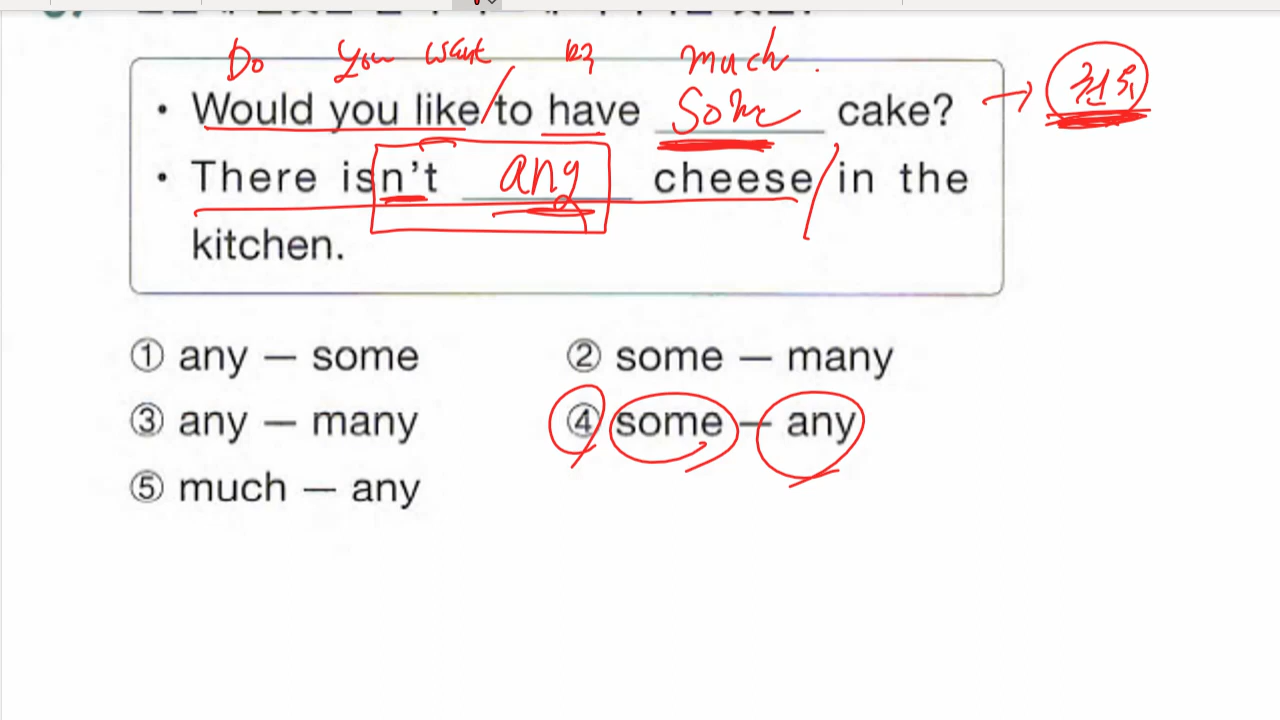 Do you want much.
• Would you like / to have some cake? → 권유
• There isn't any cheese / in the
kitchen.
① any — some ② some — many
③ any — many ④ some — any
⑤ much — any